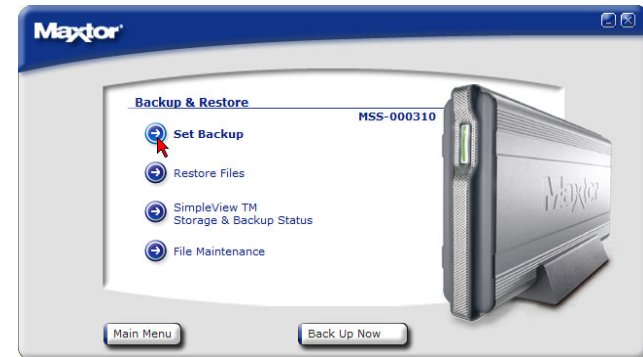 Maxtor
Backup & Restore
MSS-000310
Set Backup
Restore Files
SimpleView TM
Storage & Backup Status
File Maintenance
Maxtor
Main Menu
Back Up Now